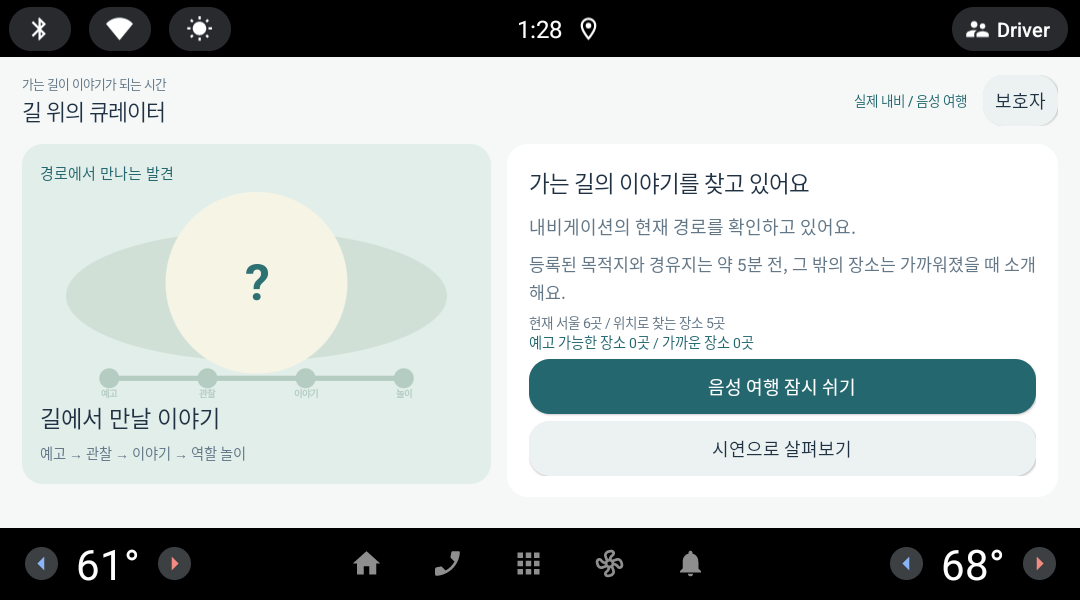 1:28
Driver
가는 길이 이야기가 되는 시간
길 위의 큐레이터
실제 내비 / 음성 여행
보호자
경로에서 만나는 발견
?
예고
관찰
이야기
놀이
길에서 만날 이야기
예고 → 관찰 → 이야기 → 역할 놀이
가는 길의 이야기를 찾고 있어요
내비게이션의 현재 경로를 확인하고 있어요.
등록된 목적지와 경유지는 약 5분 전, 그 밖의 장소는 가까워졌을 때 소개
해요.
현재 서울 6곳 / 위치로 찾는 장소 5곳
예고 가능한 장소 0곳 / 가까운 장소 0곳
음성 여행 잠시 쉬기
시연으로 살펴보기
61°
68°